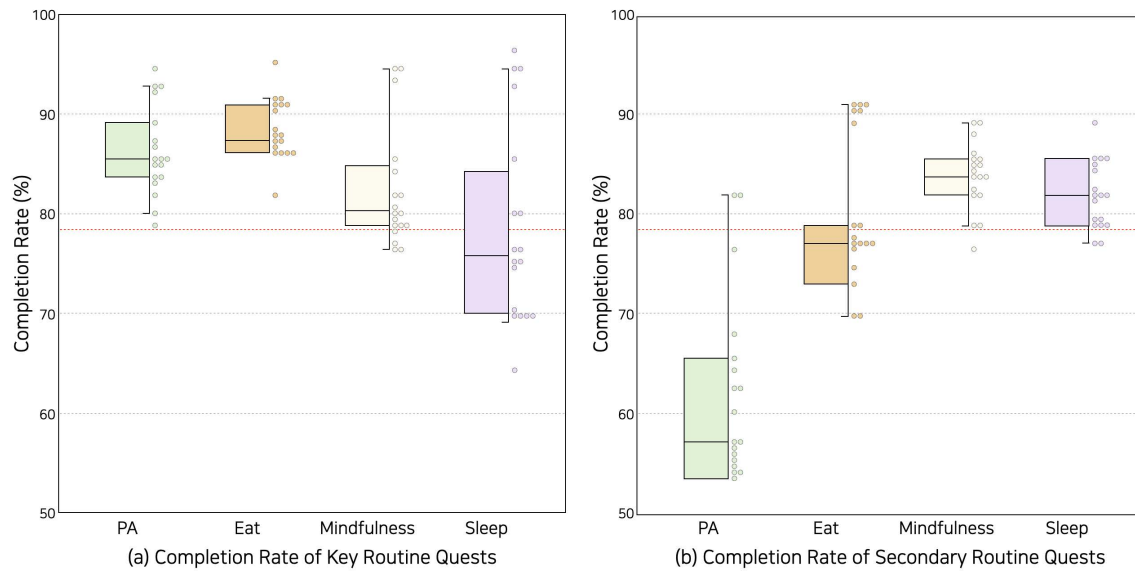 Completion Rate (%)
100
90
80
70
60
50
PA
Eat
Mindfulness
Sleep
(a) Completion Rate of Key Routine Quests
Completion Rate (%)
100
90
80
70
60
50
PA
Eat
Mindfulness
Sleep
(b) Completion Rate of Secondary Routine Quests